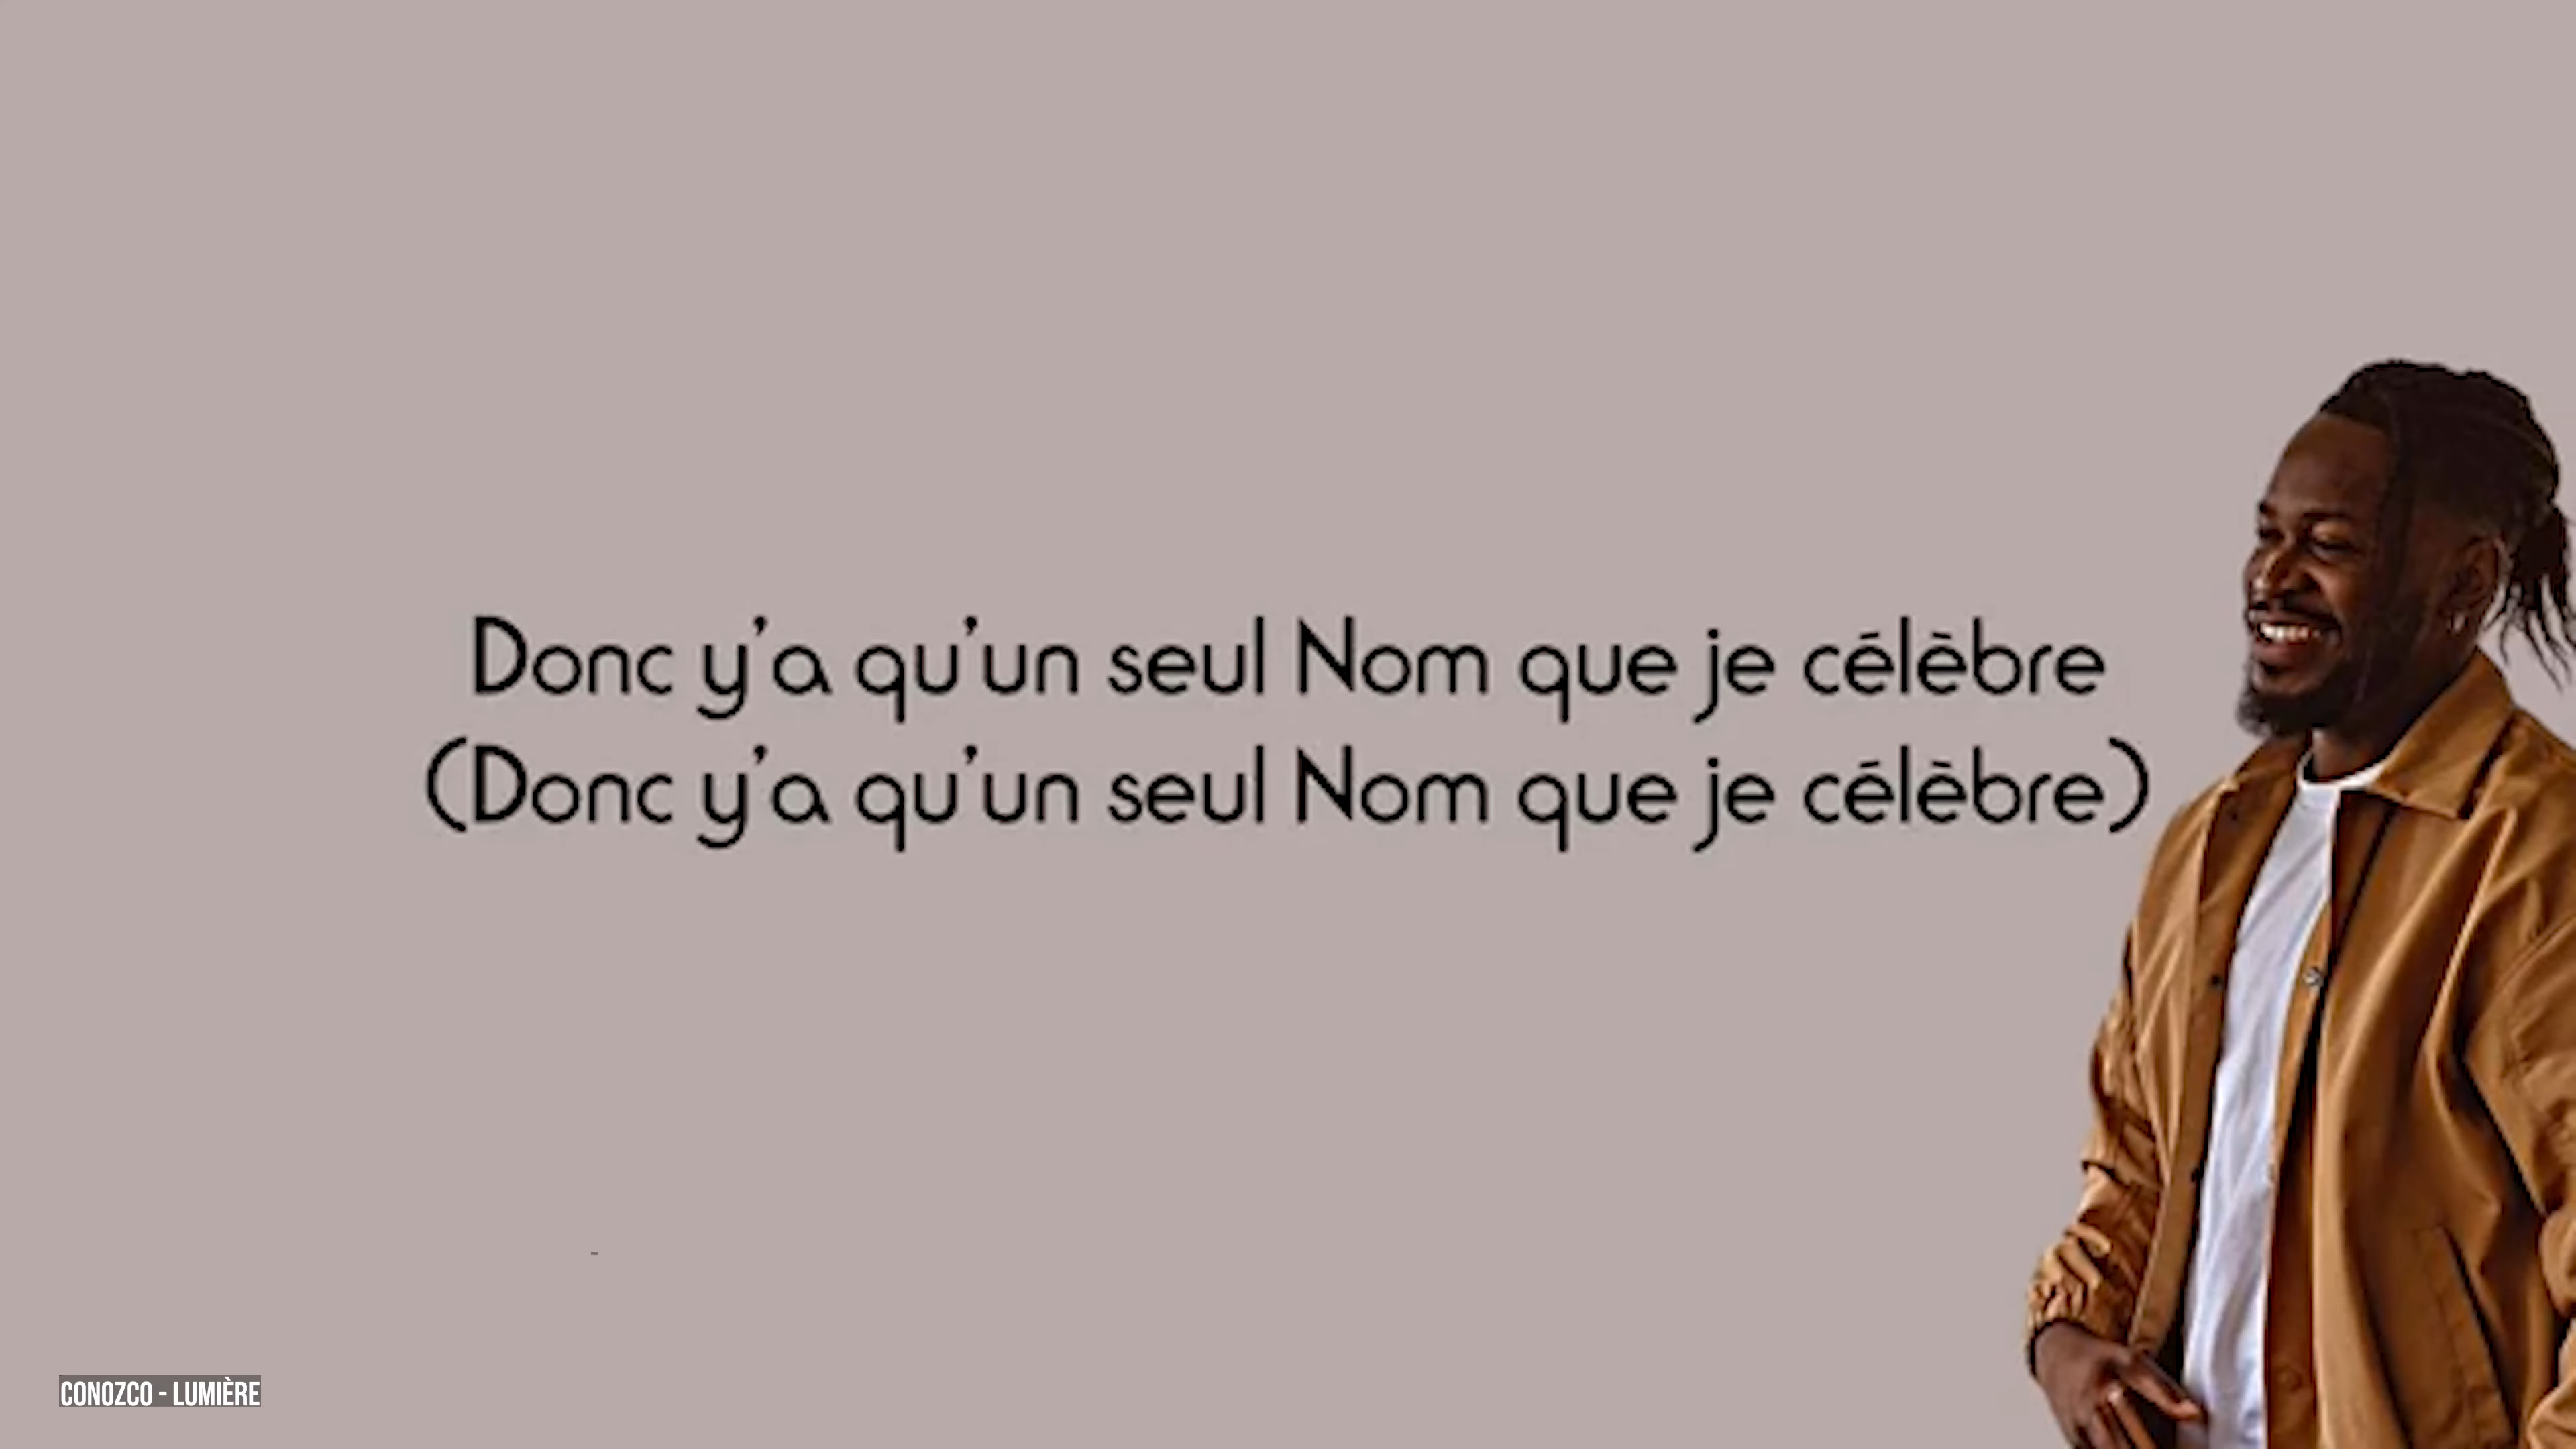 Donc y'a qu'un seul Nom que je célèbre
(Donc y'a qu'un seul Nom que je célèbre)
CONOZCO - LUMIÈRE